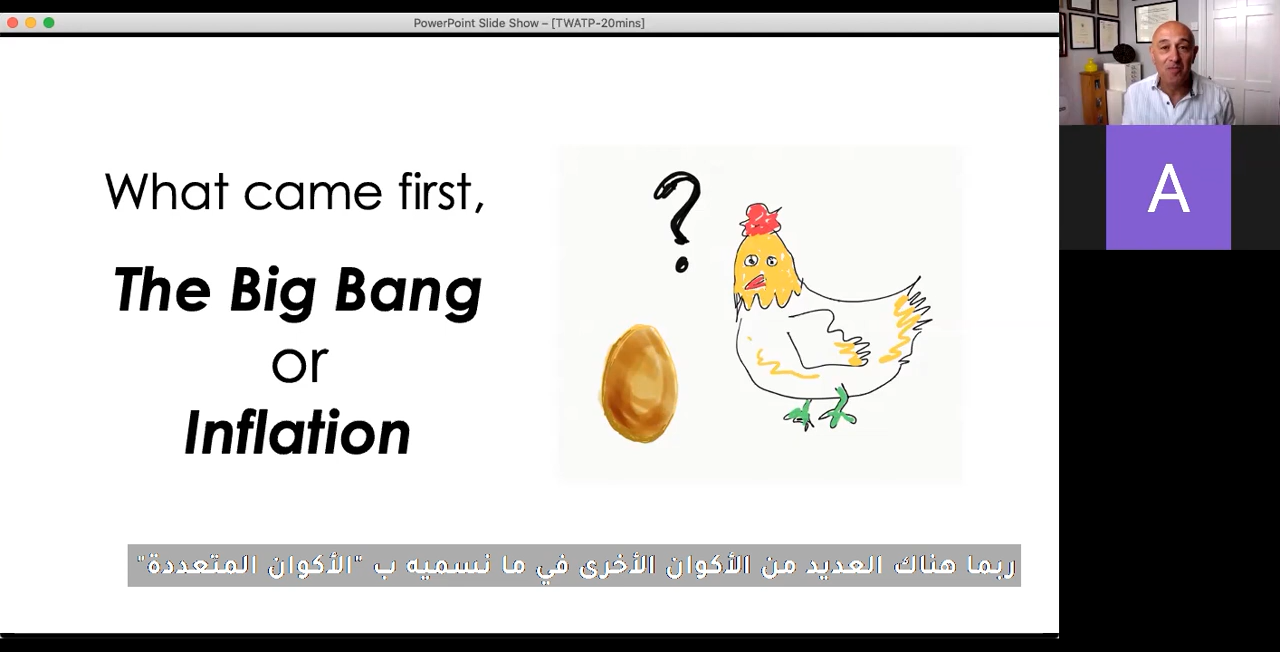 PowerPoint Slide Show – [TWATP-20mins]
What came first,
The Big Bang
or
Inflation
?
A
ربما هناك العديد من الأكوان الأخرى في ما نسميه ب "الأكوان المتعددة"